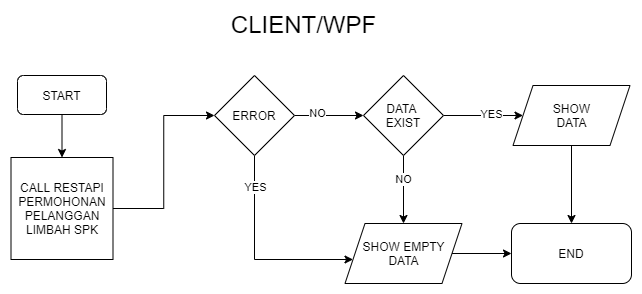 CLIENT/WPF
START
CALL RESTAPI
PERMOHONAN
PELANGGAN
LIMBAH SPK
ERROR
NO
DATA
EXIST
YES
SHOW
DATA
YES
NO
SHOW EMPTY
DATA
END